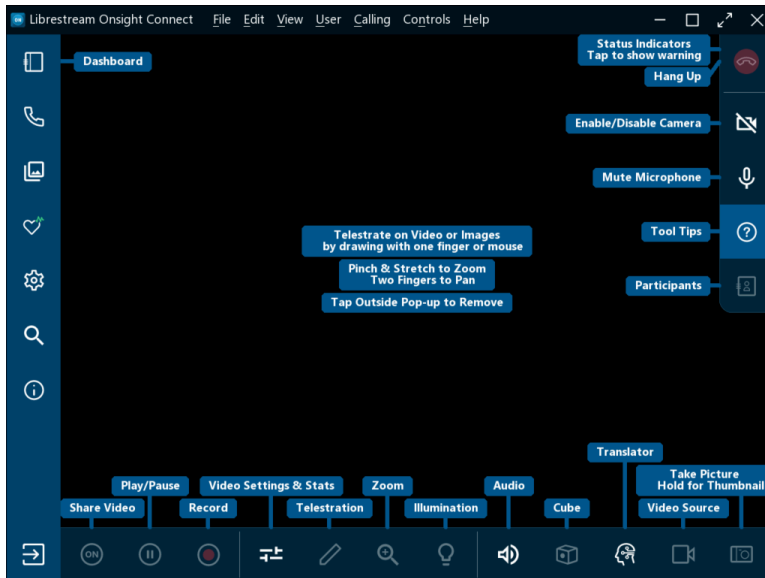 Librestream Onsight Connect File Edit View User Calling Controls Help
Status Indicators
Tap to show warning
Dashboard
Hang Up
Enable/Disable Camera
Mute Microphone
Telestrate on Video or Images
by drawing with one finger or mouse
Tool Tips
Pinch & Stretch to Zoom
Two Fingers to Pan
Participants
Tap Outside Pop-up to Remove
Translator
Take Picture
Hold for Thumbnail
Play/Pause
Video Settings & Stats
Zoom
Audio
Share Video
Record
Telestration
Illumination
Cube
Video Source
ON